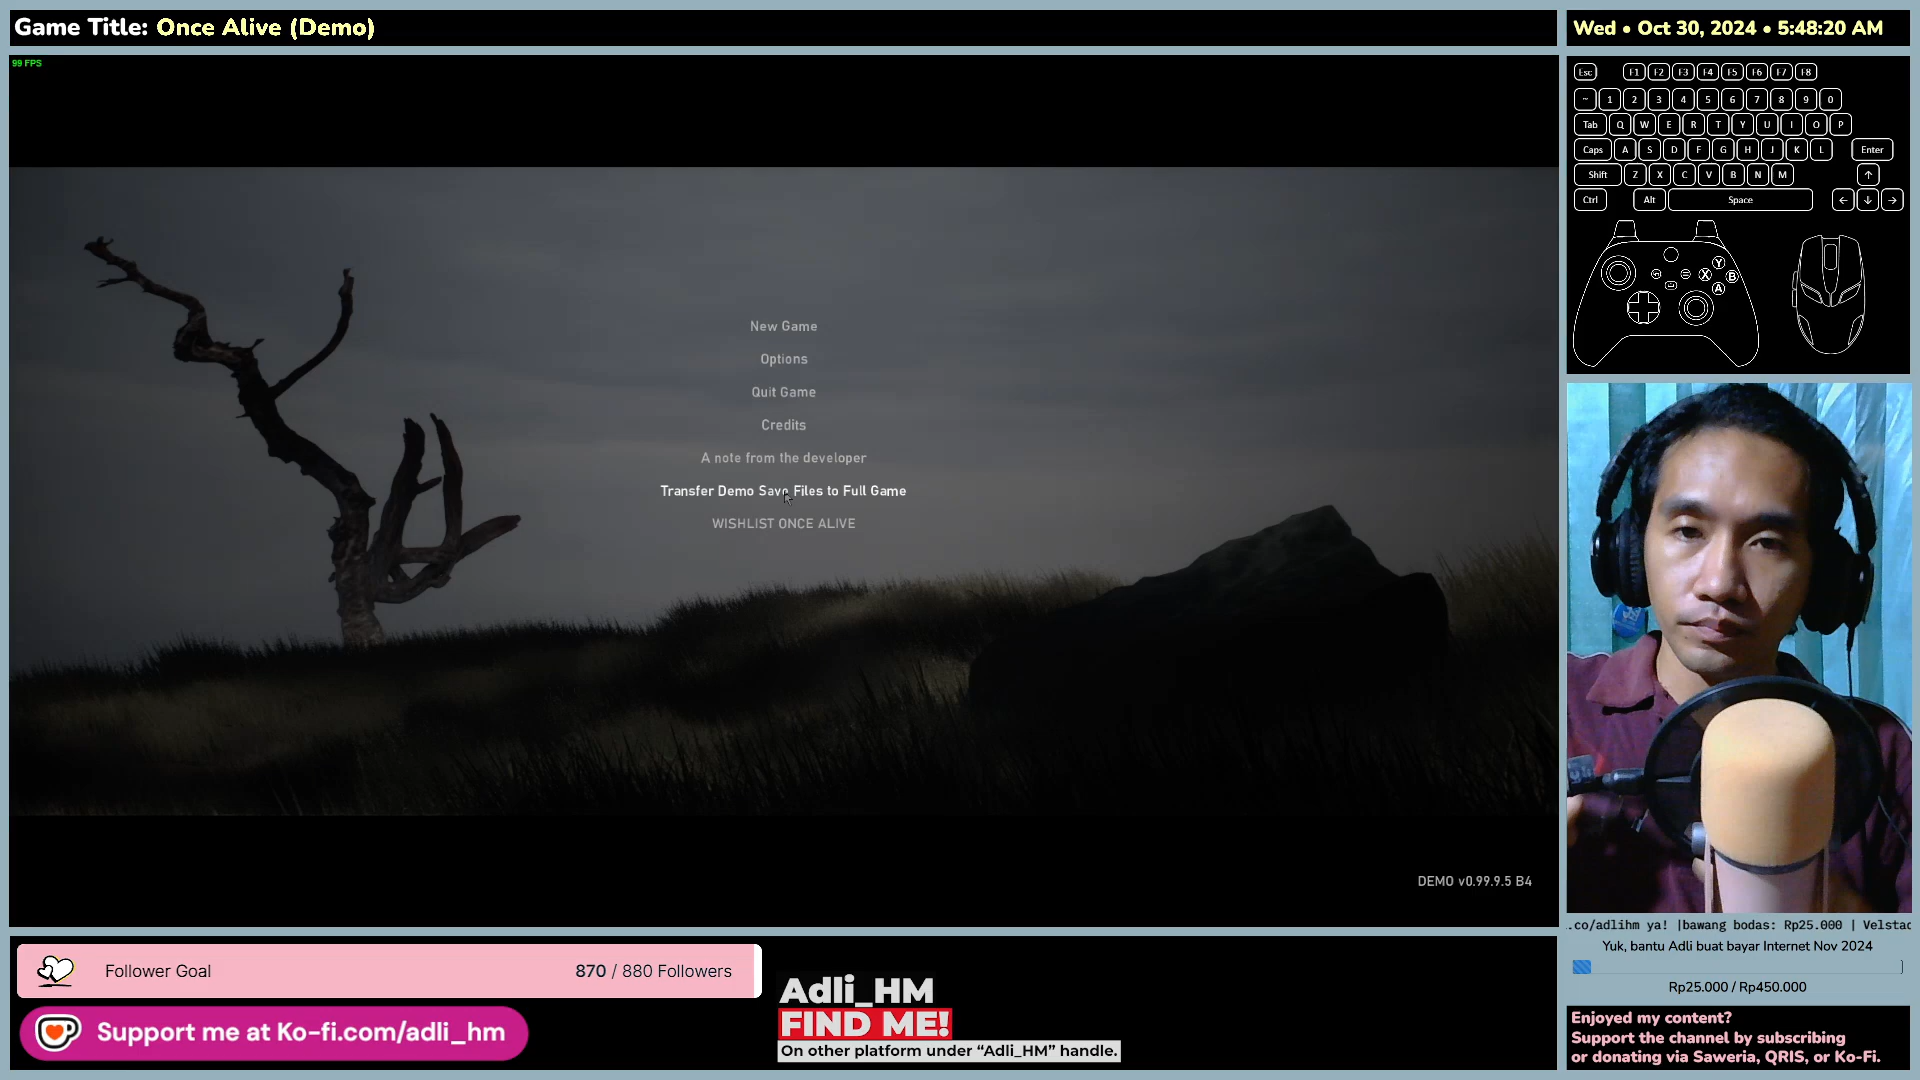 Game Title: Once Alive (Demo)
Wed • Oct 30, 2024 • 5:48:20 AM
99 FPS
New Game
Options
Quit Game
Credits
A note from the developer
Transfer Demo Save Files to Full Game
WISHLIST ONCE ALIVE
DEMO v0.99.9.5 B4
Esc F1 F2 F3 F4 F5 F6 F7 F8
~ 1 2 3 4 5 6 7 8 9 0
Tab Q W E R T Y U I O P
Caps A S D F G H J K L Enter
Shift Z X C V B N M ↑
Ctrl Alt Space ← ↓ →
Y
X B
A
.co/adlihm ya! |bawang bodas: Rp25.000 | Velstac
Yuk, bantu Adli buat bayar Internet Nov 2024
Rp25.000 / Rp450.000
Enjoyed my content?
Support the channel by subscribing
or donating via Saweria, QRIS, or Ko-Fi.
Follower Goal 870 / 880 Followers
Support me at Ko-fi.com/adli_hm
Adli_HM
FIND ME!
On other platform under “Adli_HM” handle.